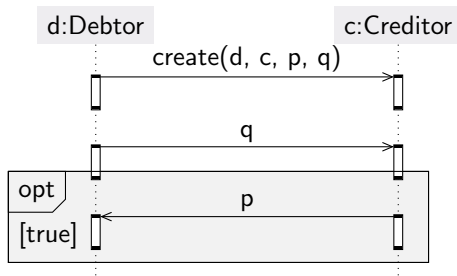 d:Debtor c:Creditor
create(d, c, p, q)
q
opt
p
[true]